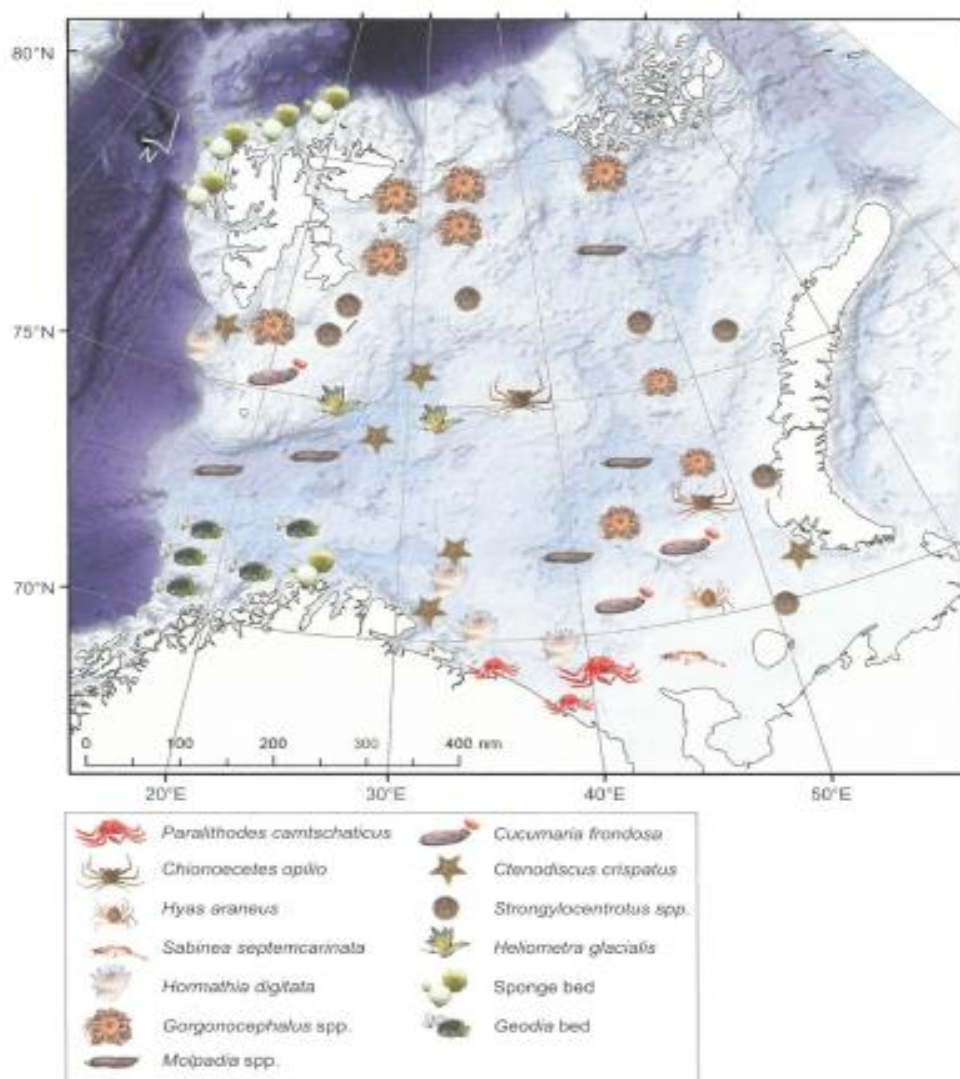 80°N
75°N
70°N
0 100 200 300 400 nm
20°E 30°E 40°E 50°E
Paralithodes camtschaticus
Chionoecetes opilio
Hyas araneus
Sabinea septemcarinata
Hormathia digitata
Gorgonocephalus spp.
Molpadia spp.
Cucumaria frondosa
Ctenodiscus crispatus
Strongylocentrotus spp.
Heliometra glacialis
Sponge bed
Geodia bed